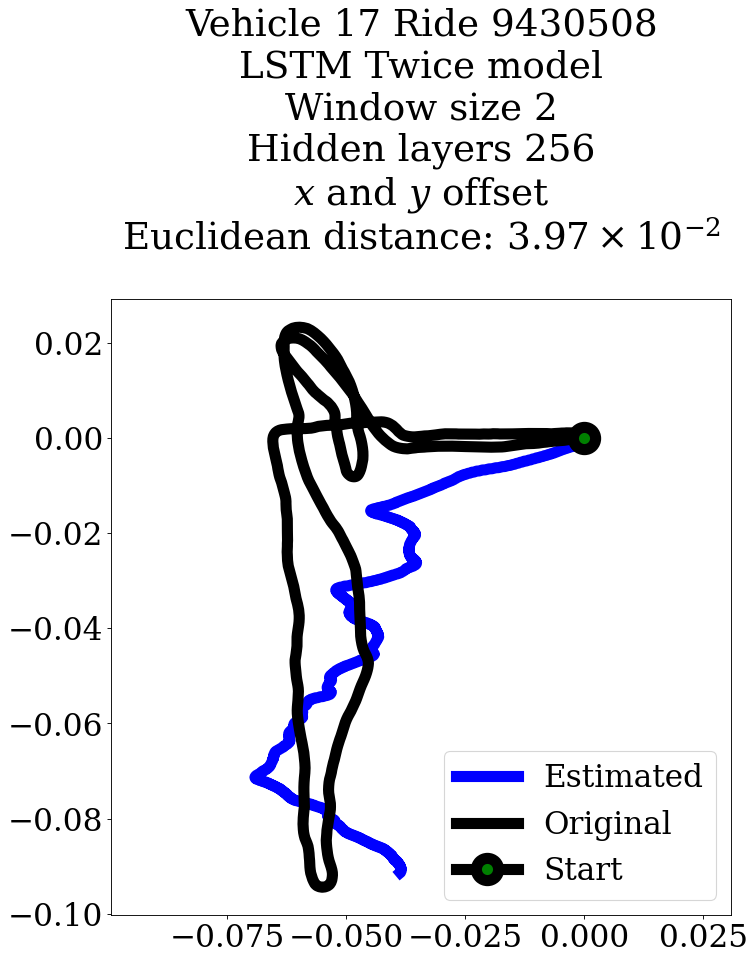 Vehicle 17 Ride 9430508
LSTM Twice model
Window size 2
Hidden layers 256
x and y offset
Euclidean distance: 3.97 × 10⁻²
0.02
0.00
−0.02
−0.04
−0.06
−0.08
−0.10
Estimated
Original
Start
−0.075 −0.050 −0.025 0.000 0.025